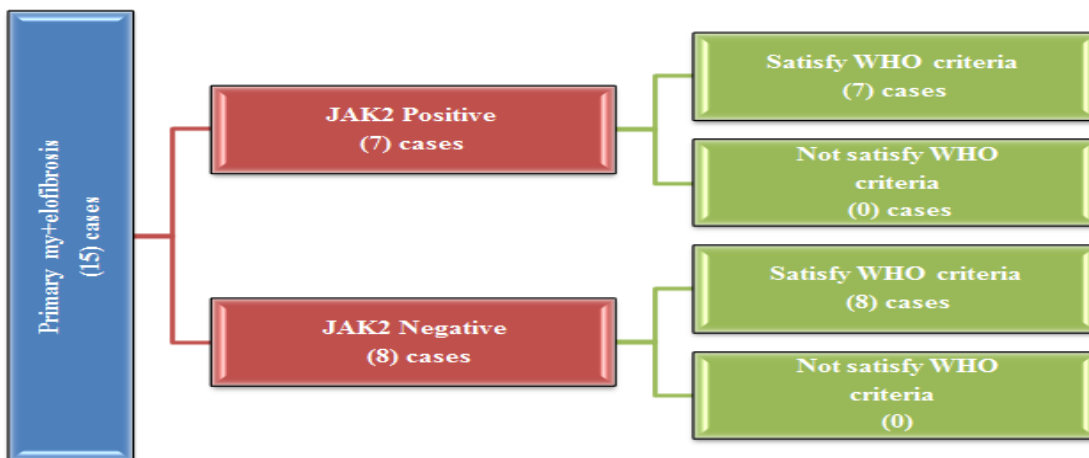 Primary my+elofibrosis
(15) cases
JAK2 Positive
(7) cases
Satisfy WHO criteria
(7) cases
Not satisfy WHO
criteria
(0) cases
JAK2 Negative
(8) cases
Satisfy WHO criteria
(8) cases
Not satisfy WHO
criteria
(0)